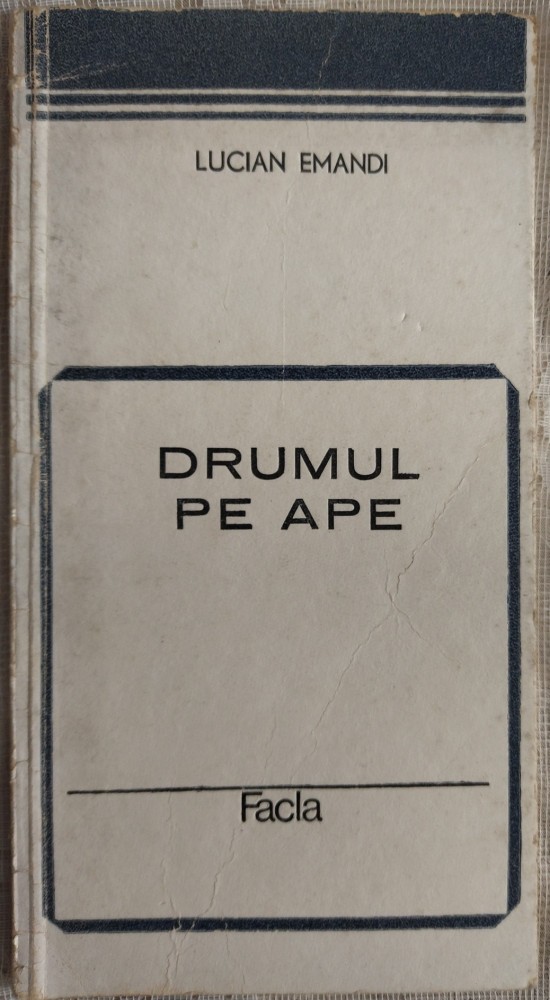 LUCIAN EMANDI
DRUMUL
PE APE
Facla